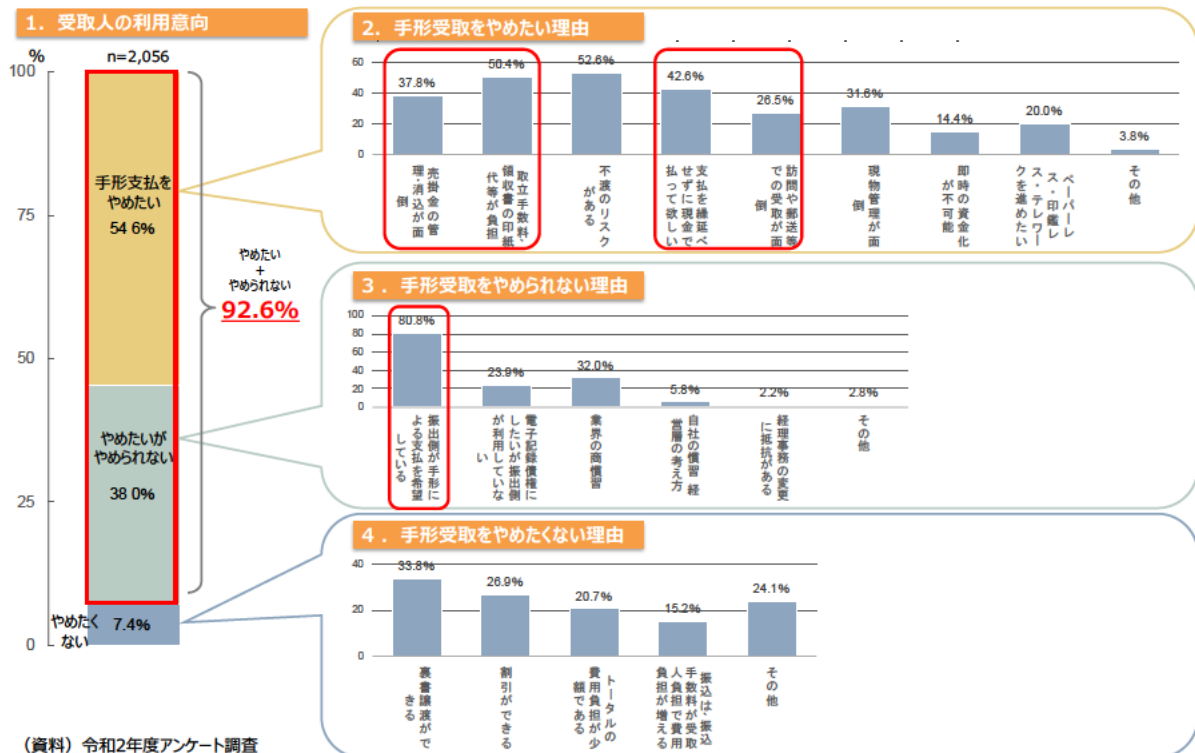 1. 受取人の利用意向
%
n=2,056
100
75
50
25
0
手形支払を
やめたい
54 6%
やめたいが
やめられない
38 0%
やめたく
ない
7.4%
やめたい
+
やめられない
92.6%
2. 手形受取をやめたい理由
60
40
20
0
37.8%
50.4%
52.6%
42.6%
26.5%
31.6%
14.4%
20.0%
3.8%
売掛金の管
理・消込が面
倒
取立手数料、
領収書の印紙
代等が負担
不渡のリスク
がある
支払を繰延べ
せずに現金で
払って欲しい
訪問や郵送等
での受取が面
倒
現物管理が面
倒
即時の資金化
が不可能
ペーパーレ
ス・印鑑レ
ス・テレワー
クを進めたい
その他
3. 手形受取をやめられない理由
100
80
60
40
20
0
80.8%
23.9%
32.0%
5.8%
2.2%
2.8%
振出側が手形に
よる支払を希望
している
電子記録債権に
したいが振出側
が利用していな
い
業界の商慣習
自社の慣習 経
営層の考え方
経理事務の変更
に抵抗がある
その他
4. 手形受取をやめたくない理由
40
20
0
33.8%
26.9%
20.7%
15.2%
24.1%
裏書譲渡がで
きる
割引ができる
トータルの
費用負担が少
額である
振込は、振込
手数料が受取
人負担で費用
負担が増える
その他
(資料) 令和2年度アンケート調査